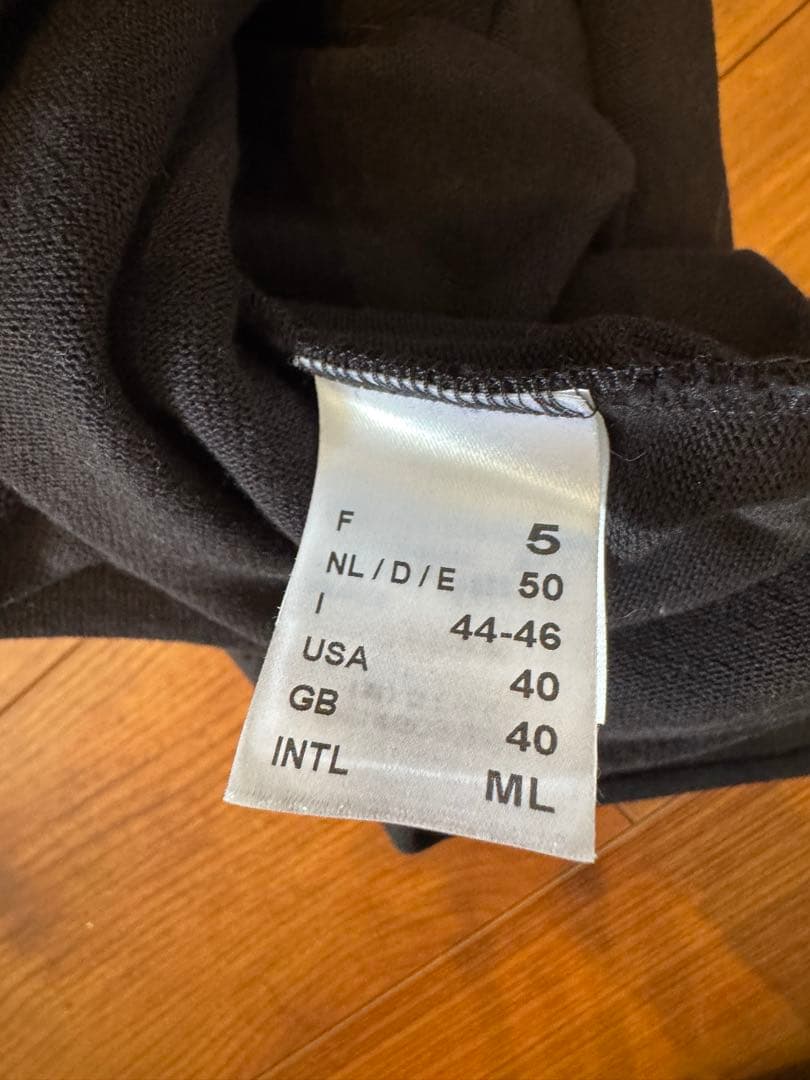 F 5
NL / D / E 50
I 44-46
USA 40
GB 40
INTL ML